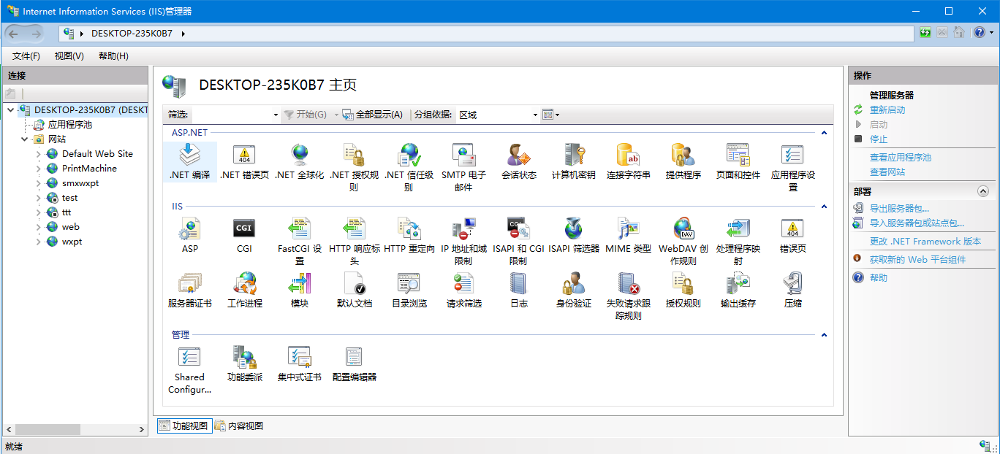 Internet Information Services (IIS)管理器
DESKTOP-235K0B7
文件(F) 视图(V) 帮助(H)
连接
DESKTOP-235K0B7 (DESKT
应用程序池
网站
Default Web Site
PrintMachine
smxwxpt
test
ttt
web
wxpt
DESKTOP-235K0B7 主页
筛选: 开始(G) 全部显示(A) 分组依据: 区域
ASP.NET
.NET 编译
.NET 错误页
.NET 全球化
.NET 授权规
则
.NET 信任级
别
SMTP 电子
邮件
会话状态
计算机密钥
连接字符串
ab
提供程序
页面和控件
应用程序设
置
404
IIS
ASP
CGI
CGI
FastCGI 设
置
HTTP 响应标
头
HTTP 重定向
IP 地址和域
限制
ISAPI 和 CGI
限制
ISAPI 筛选器
MIME 类型
DAV
WebDAV 创
作规则
处理程序映
射
404
错误页
服务器证书
工作进程
模块
默认文档
目录浏览
请求筛选
日志
身份验证
失败请求跟
踪规则
授权规则
输出缓存
压缩
管理
Shared
Configur...
功能委派
集中式证书
配置编辑器
功能视图 内容视图
操作
管理服务器
重新启动
启动
停止
查看应用程序池
查看网站
部署
导出服务器包...
导入服务器包或站点包...
更改 .NET Framework 版本
获取新的 Web 平台组件
帮助
就绪